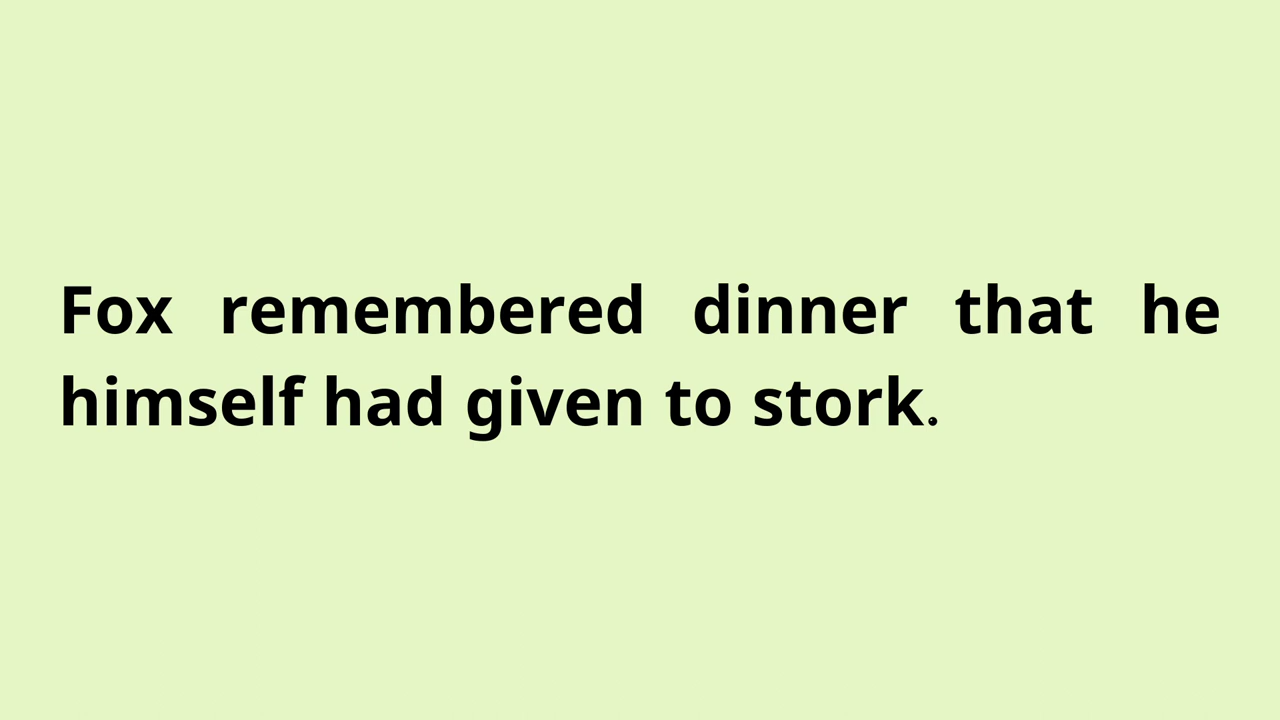 Fox remembered dinner that he
himself had given to stork.